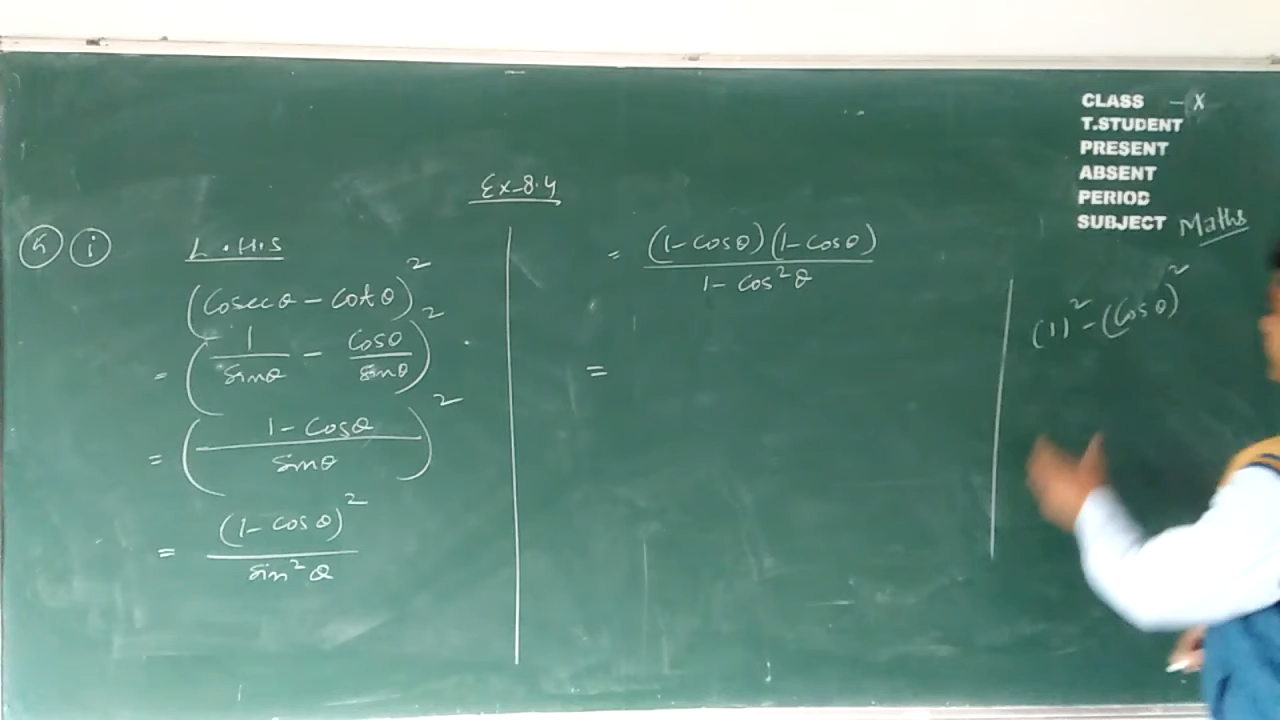 Ex-8.4
5 i L.H.S
(Cosecθ - Cotθ)²
= (1/sinθ - Cosθ/sinθ)²
= (1 - Cosθ/sinθ)²
= (1 - Cosθ)²/sin²θ
= (1-Cosθ)(1-Cosθ)/1- Cos²θ
=
(1)² - (Cosθ)²
CLASS - X
T.STUDENT
PRESENT
ABSENT
PERIOD
SUBJECT Maths